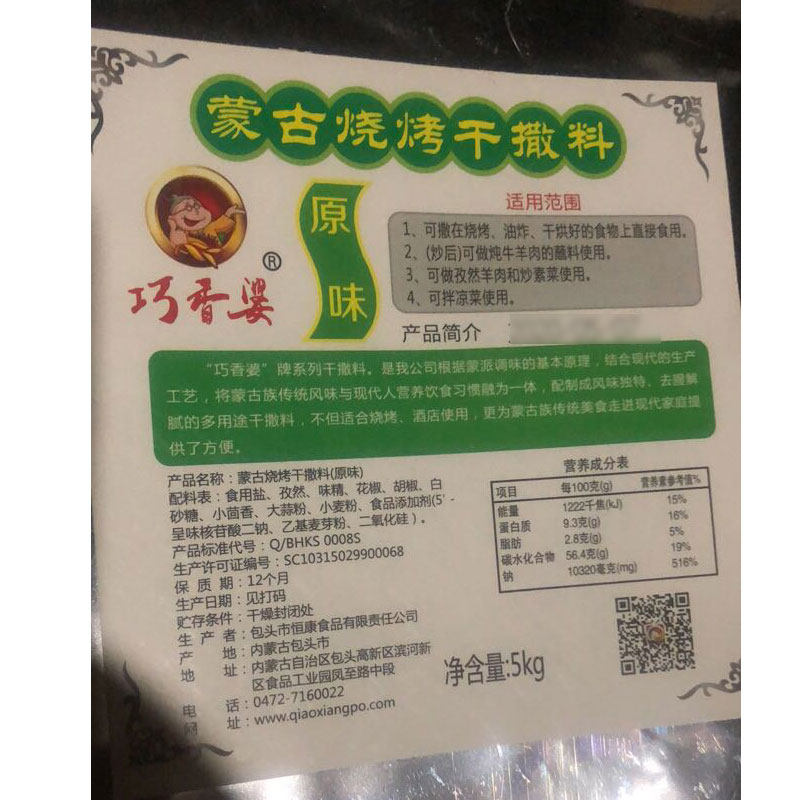 蒙古烧烤干撒料
原味
巧香婆®
适用范围
1、可撒在烧烤、油炸、干烘好的食物上直接食用。
2、(炒后)可做炖牛羊肉的蘸料使用。
3、可做孜然羊肉和炒素菜使用。
4、可拌凉菜使用。
产品简介
“巧香婆”牌系列干撒料。是我公司根据蒙派调味的基本原理，结合现代的生产
工艺，将蒙古族传统风味与现代人营养饮食习惯融为一体，配制成风味独特、去腥解
腻的多用途干撒料，不但适合烧烤、酒店使用，更为蒙古族传统美食走进现代家庭提
供了方便。
产品名称：蒙古烧烤干撒料(原味)
配料表：食用盐、孜然、味精、花椒、胡椒、白
砂糖、小茴香、大蒜粉、小麦粉、食品添加剂(5′-
呈味核苷酸二钠、乙基麦芽粉、二氧化硅）。
产品标准代号：Q/BHKS 0008S
生产许可证编号：SC10315029900068
保 质 期：12个月
生产日期：见打码
贮存条件：干燥封闭处
生 产 者：包头市恒康食品有限责任公司
产 地：内蒙古包头市
地 址：内蒙古自治区包头高新区滨河新
区食品工业园凤至路中段
电 话：0472-7160022
网 址：www.qiaoxiangpo.com
营养成分表
项目 每100克(g) 营养素参考值%
能量 1222千焦(kJ) 15%
蛋白质 9.3克(g) 16%
脂肪 2.8克(g) 5%
碳水化合物 56.4克(g) 19%
钠 10320毫克(mg) 516%
净含量:5kg